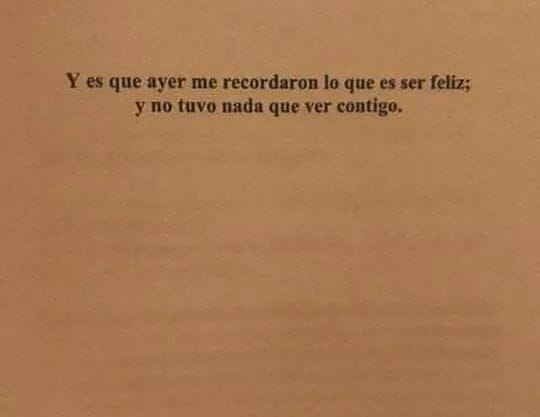 Y es que ayer me recordaron lo que es ser feliz;
y no tuvo nada que ver contigo.